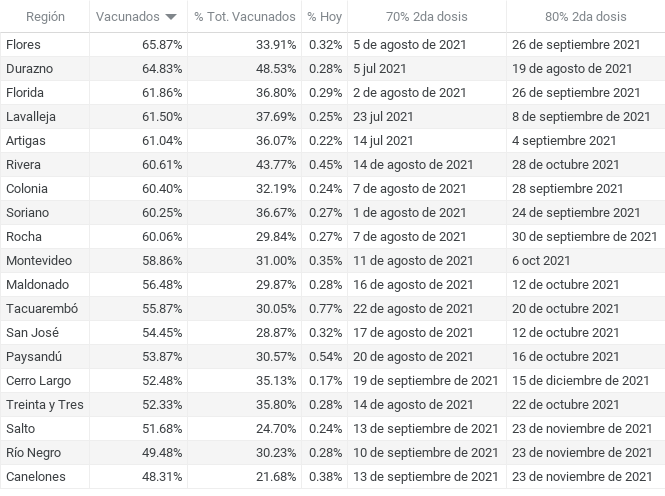 Región Vacunados % Tot. Vacunados % Hoy 70% 2da dosis 80% 2da dosis
Flores 65.87% 33.91% 0.32% 5 de agosto de 2021 26 de septiembre 2021
Durazno 64.83% 48.53% 0.28% 5 jul 2021 19 de agosto de 2021
Florida 61.86% 36.80% 0.29% 2 de agosto de 2021 26 de septiembre 2021
Lavalleja 61.50% 37.69% 0.25% 23 jul 2021 8 de septiembre de 2021
Artigas 61.04% 36.07% 0.22% 14 jul 2021 4 septiembre 2021
Rivera 60.61% 43.77% 0.45% 14 de agosto de 2021 28 de octubre 2021
Colonia 60.40% 32.19% 0.24% 7 de agosto de 2021 28 septiembre 2021
Soriano 60.25% 36.67% 0.27% 1 de agosto de 2021 24 de septiembre 2021
Rocha 60.06% 29.84% 0.27% 7 de agosto de 2021 30 de septiembre de 2021
Montevideo 58.86% 31.00% 0.35% 11 de agosto de 2021 6 oct 2021
Maldonado 56.48% 29.87% 0.28% 16 de agosto de 2021 12 de octubre 2021
Tacuarembó 55.87% 30.05% 0.77% 22 de agosto de 2021 20 de octubre 2021
San José 54.45% 28.87% 0.32% 17 de agosto de 2021 12 de octubre 2021
Paysandú 53.87% 30.57% 0.54% 20 de agosto de 2021 16 de octubre 2021
Cerro Largo 52.48% 35.13% 0.17% 19 de septiembre de 2021 15 de diciembre de 2021
Treinta y Tres 52.33% 35.80% 0.28% 14 de agosto de 2021 22 de octubre 2021
Salto 51.68% 24.70% 0.24% 13 de septiembre de 2021 23 de noviembre de 2021
Río Negro 49.48% 30.23% 0.28% 10 de septiembre de 2021 23 de noviembre de 2021
Canelones 48.31% 21.68% 0.38% 13 de septiembre de 2021 23 de noviembre de 2021